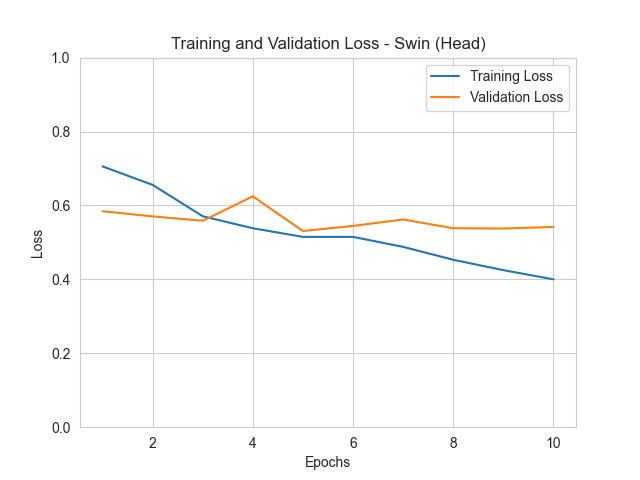 Training and Validation Loss - Swin (Head)
1.0
0.8
0.6
0.4
0.2
0.0
Loss
Training Loss
Validation Loss
2 4 6 8 10
Epochs